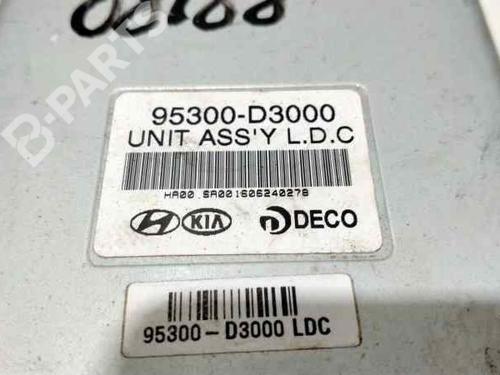 B-PARTS
95300-D3000
UNIT ASS'Y L.D.C
HA00.SA001606240278
KIA DECO
95300-D3000 LDC